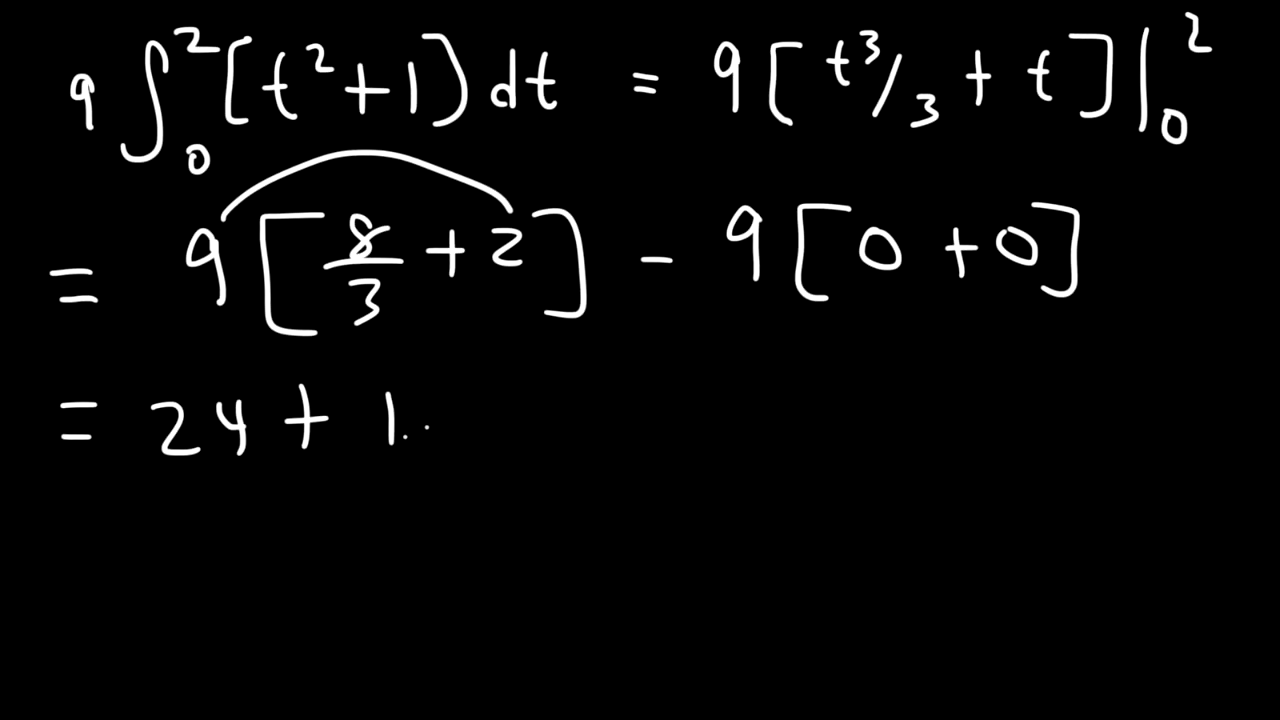 9 ∫₀² [t² + 1) dt = 9 [t³/3 + t] |₀²
= 9 [8/3 + 2] - 9 [0 + 0]
= 24 + 1